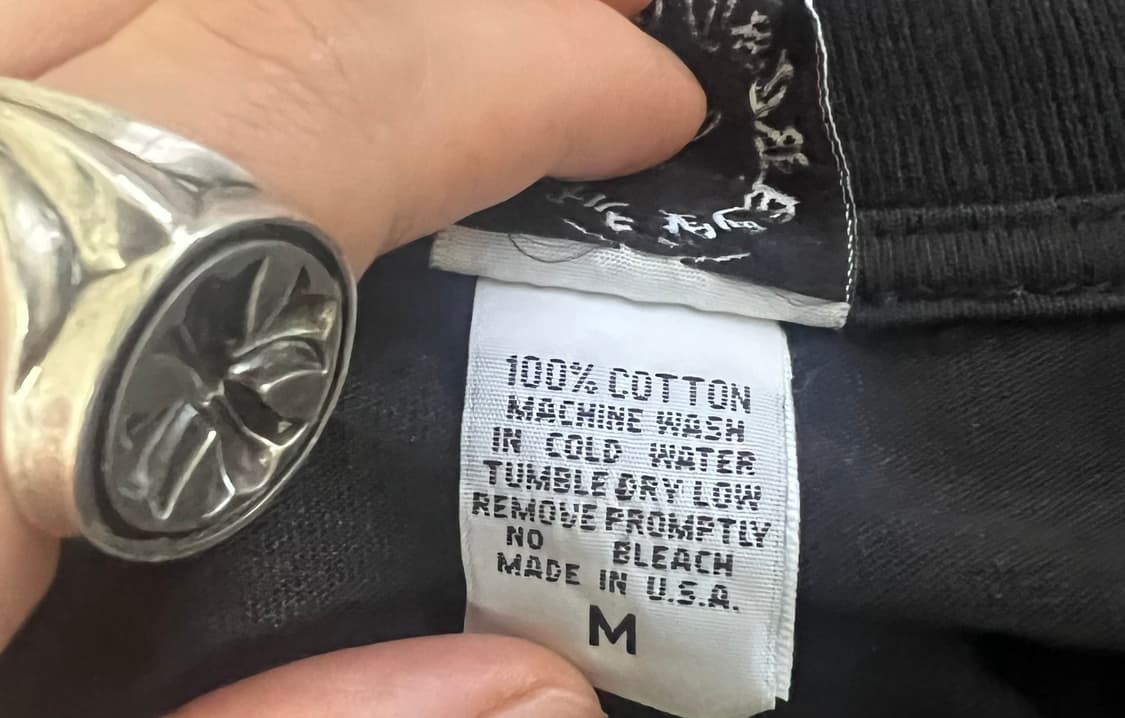 100% COTTON
MACHINE WASH
IN COLD WATER
TUMBLE DRY LOW
REMOVE PROMPTLY
NO BLEACH
MADE IN U.S.A.
M